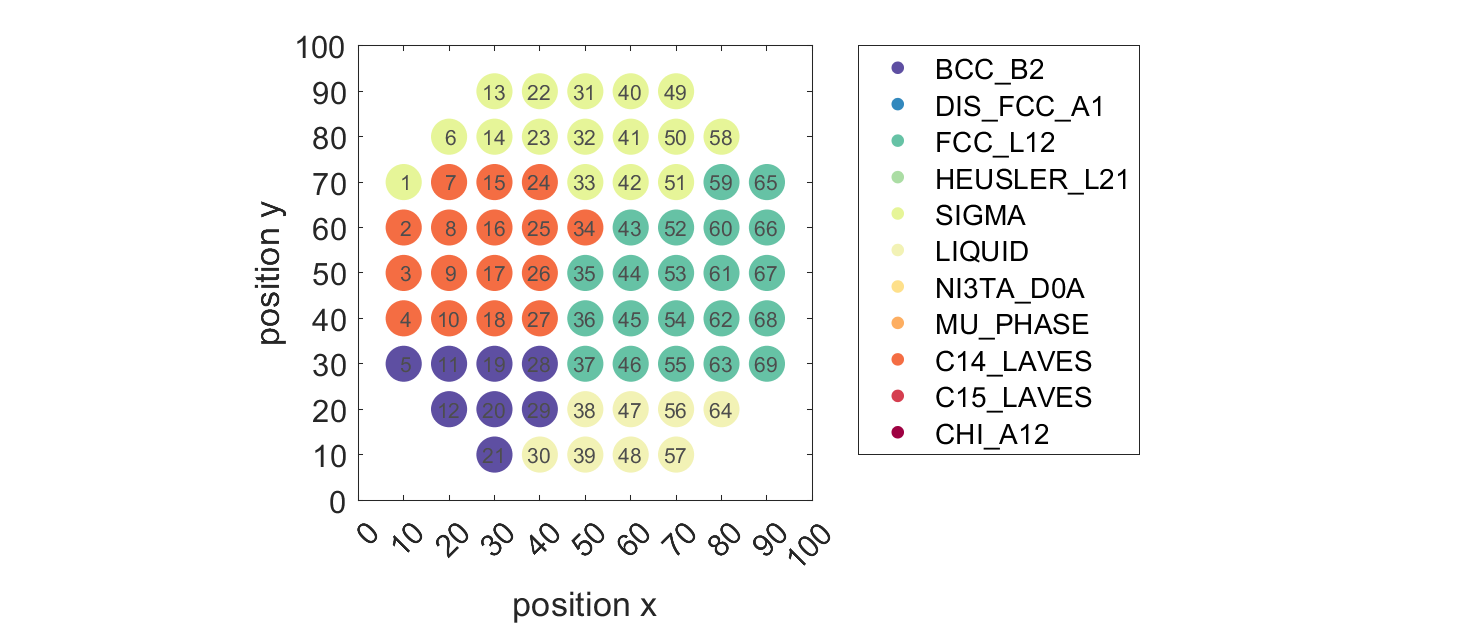 100
90
80
70
60
50
40
30
20
10
0
position y
13 22 31 40 49
6 14 23 32 41 50 58
1 7 15 24 33 42 51 59 65
2 8 16 25 34 43 52 60 66
3 9 17 26 35 44 53 61 67
4 10 18 27 36 45 54 62 68
5 11 19 28 37 46 55 63 69
12 20 29 38 47 56 64
21 30 39 48 57
0 10 20 30 40 50 60 70 80 90 100
position x
BCC_B2
DIS_FCC_A1
FCC_L12
HEUSLER_L21
SIGMA
LIQUID
NI3TA_D0A
MU_PHASE
C14_LAVES
C15_LAVES
CHI_A12